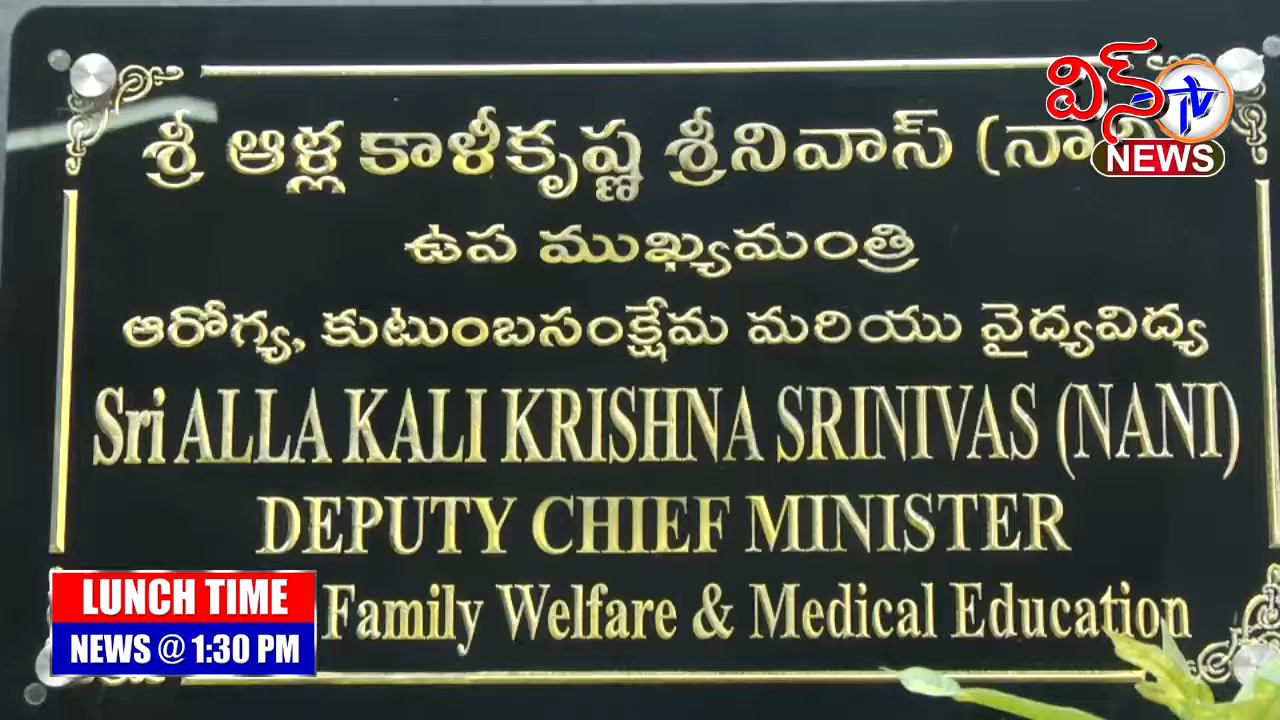 శ్రీ ఆళ్ల కాళీకృష్ణ శ్రీనివాస్ (నా
ఉప ముఖ్యమంత్రి
ఆరోగ్య, కుటుంబసంక్షేమ మరియు వైద్యవిద్య
Sri ALLA KALI KRISHNA SRINIVAS (NANI)
DEPUTY CHIEF MINISTER
Family Welfare & Medical Education
విన్ TV
NEWS
LUNCH TIME
NEWS @ 1:30 PM